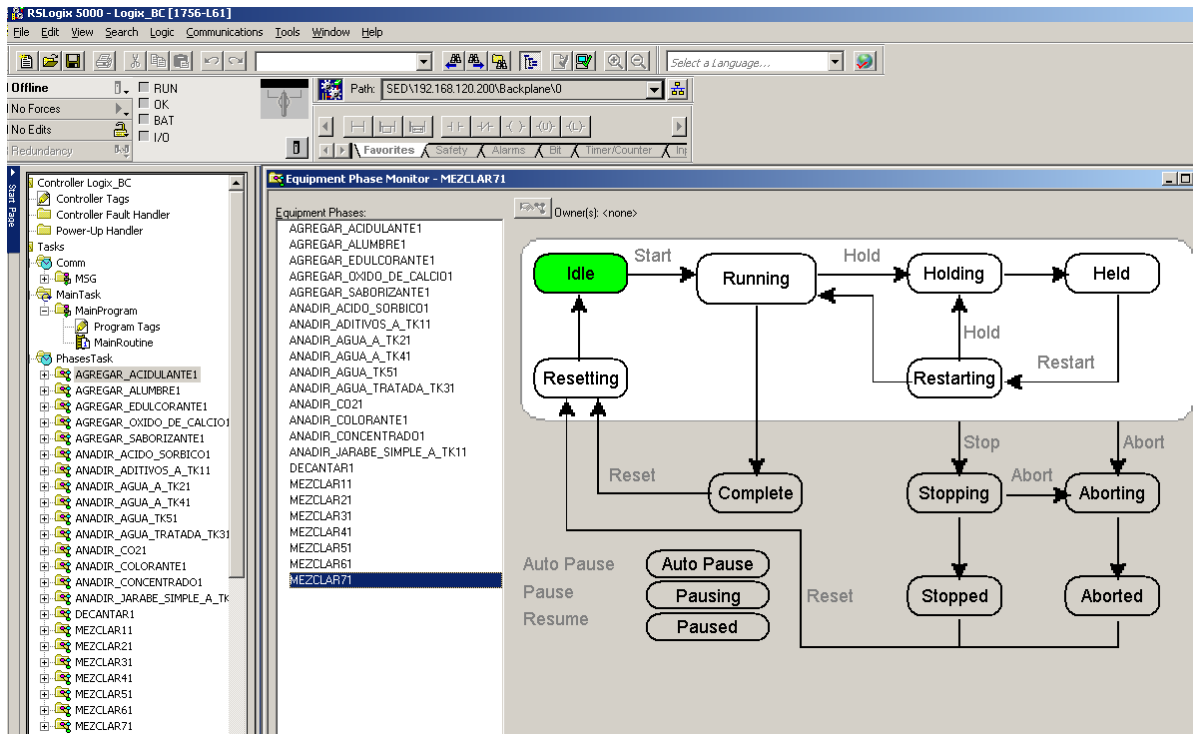 RSLogix 5000 - Logix_BC [1756-L61]
File Edit View Search Logic Communications Tools Window Help
Select a Language...
Offline
RUN
No Forces
OK
No Edits
BAT
Redundancy
I/O
Path: SED\192.168.120.200\Backplane\0
Favorites Safety Alarms Bit Timer/Counter
Start Page
Controller Logix_BC
Controller Tags
Controller Fault Handler
Power-Up Handler
Tasks
Comm
MSG
MainTask
MainProgram
Program Tags
MainRoutine
PhasesTask
AGREGAR_ACIDULANTE1
AGREGAR_ALUMBRE1
AGREGAR_EDULCORANTE1
AGREGAR_OXIDO_DE_CALCIO1
AGREGAR_SABORIZANTE1
ANADIR_ACIDO_SORBICO1
ANADIR_ADITIVOS_A_TK11
ANADIR_AGUA_A_TK21
ANADIR_AGUA_A_TK41
ANADIR_AGUA_TK51
ANADIR_AGUA_TRATADA_TK31
ANADIR_CO21
ANADIR_COLORANTE1
ANADIR_CONCENTRADO1
ANADIR_JARABE_SIMPLE_A_TK
DECANTAR1
MEZCLAR11
MEZCLAR21
MEZCLAR31
MEZCLAR41
MEZCLAR51
MEZCLAR61
MEZCLAR71
Equipment Phase Monitor - MEZCLAR71
Equipment Phases:
AGREGAR_ACIDULANTE1
AGREGAR_ALUMBRE1
AGREGAR_EDULCORANTE1
AGREGAR_OXIDO_DE_CALCIO1
AGREGAR_SABORIZANTE1
ANADIR_ACIDO_SORBICO1
ANADIR_ADITIVOS_A_TK11
ANADIR_AGUA_A_TK21
ANADIR_AGUA_A_TK41
ANADIR_AGUA_TK51
ANADIR_AGUA_TRATADA_TK31
ANADIR_CO21
ANADIR_COLORANTE1
ANADIR_CONCENTRADO1
ANADIR_JARABE_SIMPLE_A_TK11
DECANTAR1
MEZCLAR11
MEZCLAR21
MEZCLAR31
MEZCLAR41
MEZCLAR51
MEZCLAR61
MEZCLAR71
Owner(s): <none>
Start
Hold
Idle
Running
Holding
Held
Hold
Restart
Resetting
Restarting
Stop
Abort
Reset
Abort
Complete
Stopping
Aborting
Auto Pause
Auto Pause
Pause
Pausing
Reset
Stopped
Aborted
Resume
Paused